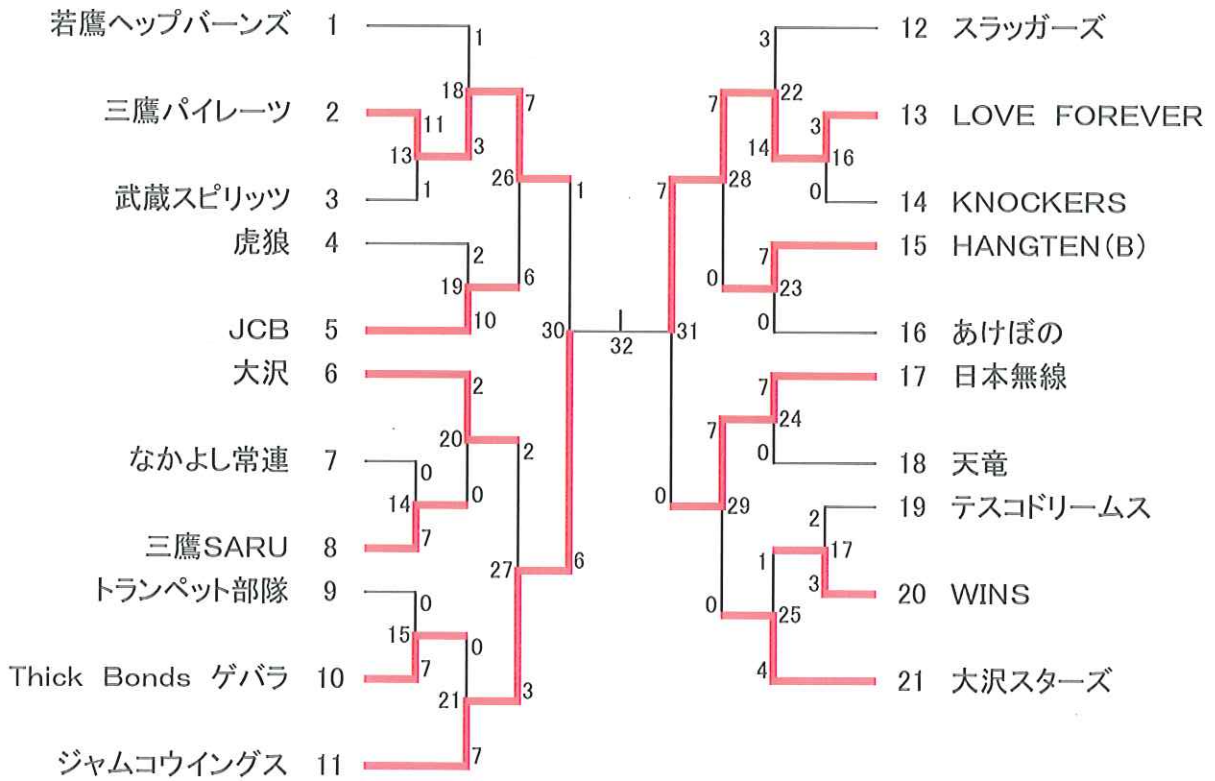 若鷹ヘップバーンズ 1
三鷹パイレーツ 2
武蔵スピリッツ 3
虎狼 4
JCB 5
大沢 6
なかよし常連 7
三鷹SARU 8
トランペット部隊 9
Thick Bonds ゲバラ 10
ジャムコウイングス 11
1
18
7
11
13
3
1
26
2
6
19
10
1
30
2
20
2
0
14
0
7
27
6
0
15
0
7
21
3
7
32
3
22
7
3
14
16
0
7
28
7
0
23
0
31
7
24
7
0
0
29
2
1
17
3
0
25
4
12 スラッガーズ
13 LOVE FOREVER
14 KNOCKERS
15 HANGTEN(B)
16 あけぼの
17 日本無線
18 天竜
19 テスコドリームス
20 WINS
21 大沢スターズ